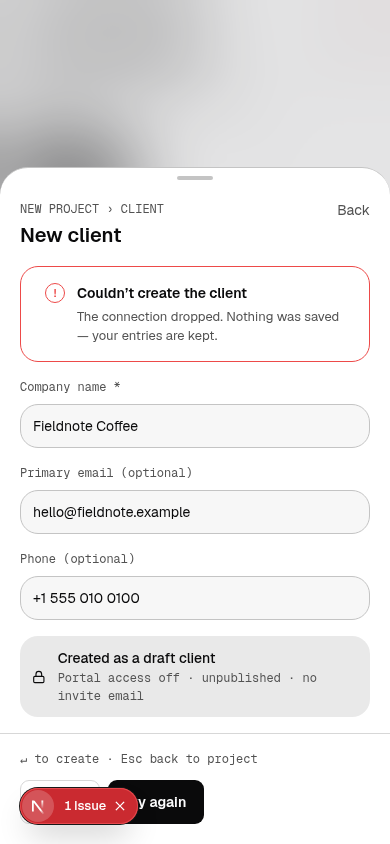 NEW PROJECT › CLIENT
Back
New client
!
Couldn’t create the client
The connection dropped. Nothing was saved
— your entries are kept.
Company name *
Fieldnote Coffee
Primary email (optional)
hello@fieldnote.example
Phone (optional)
+1 555 010 0100
Created as a draft client
Portal access off · unpublished · no
invite email
↵ to create · Esc back to project
N 1 Issue ×
again